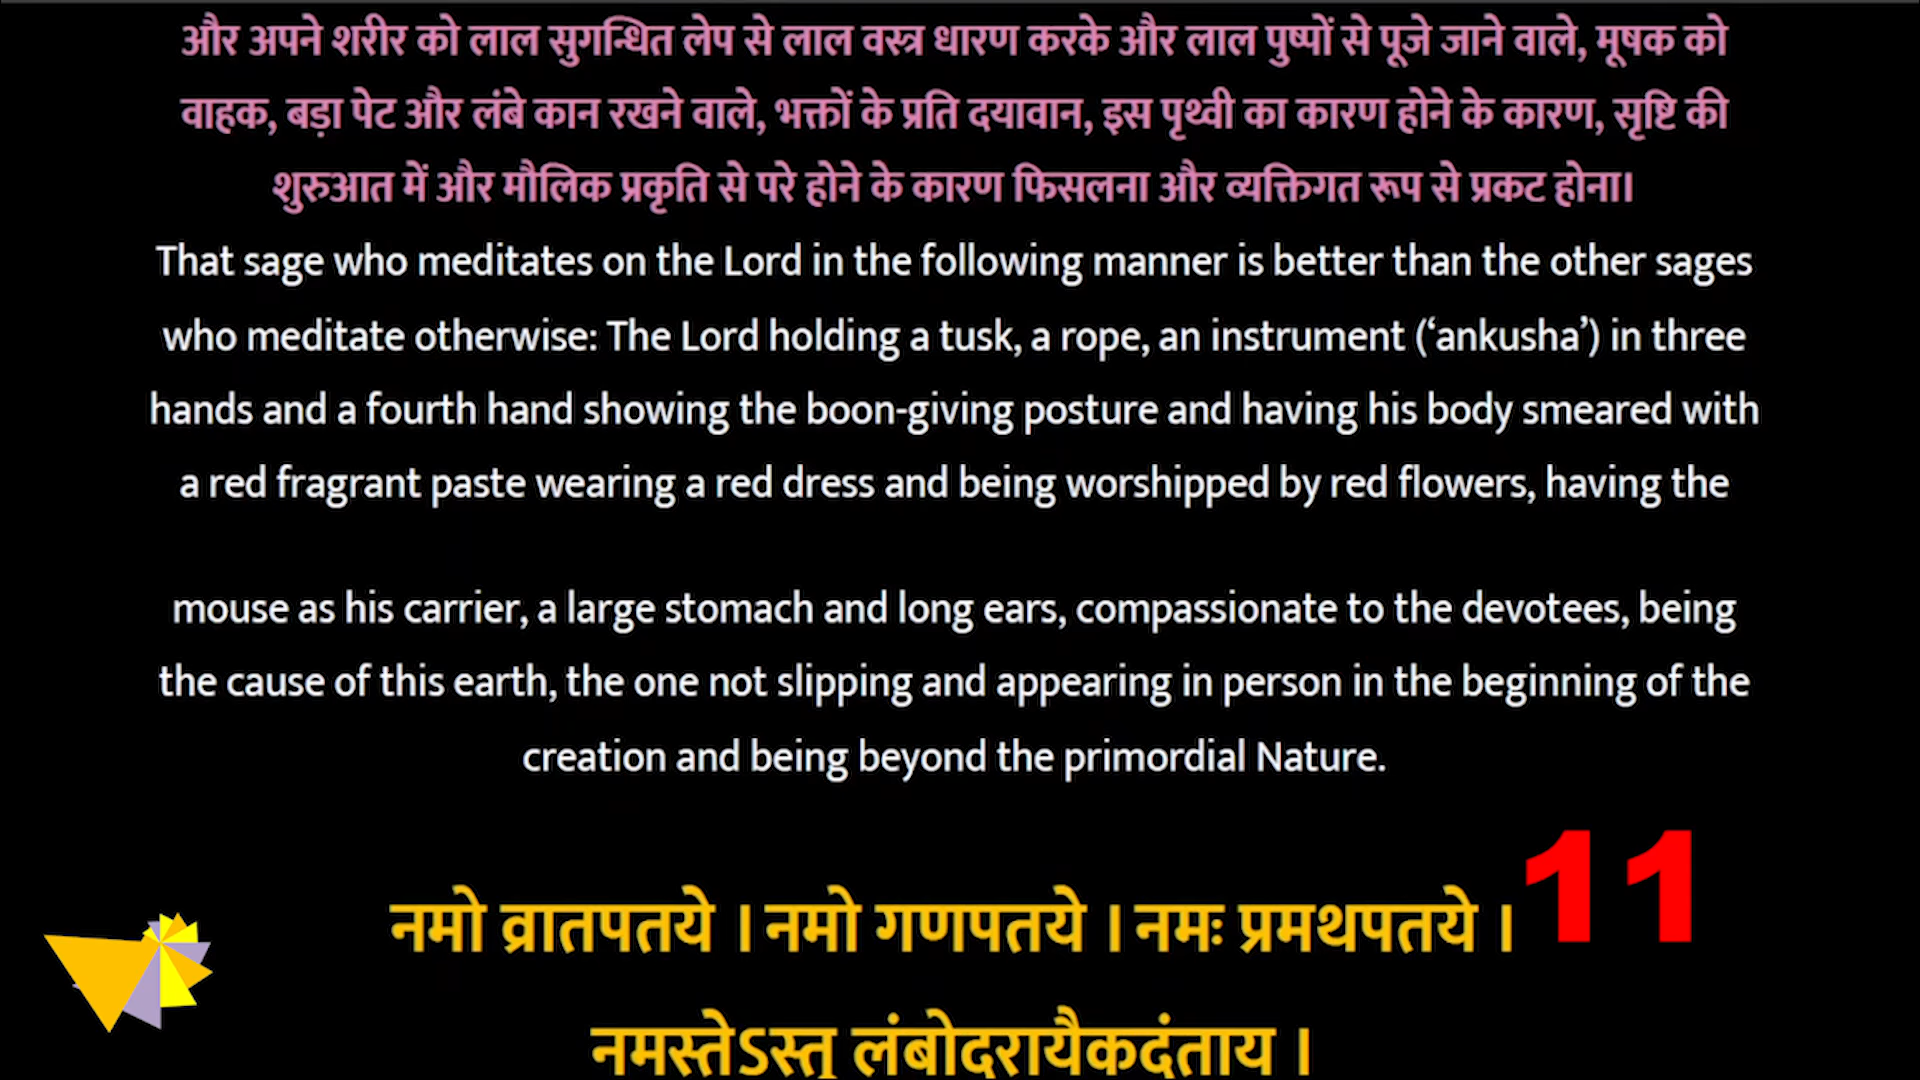 और अपने शरीर को लाल सुगन्धित लेप से लाल वस्त्र धारण करके और लाल पुष्पों से पूजे जाने वाले, मूषक को
वाहक, बड़ा पेट और लंबे कान रखने वाले, भक्तों के प्रति दयावान, इस पृथ्वी का कारण होने के कारण, सृष्टि की
शुरुआत में और मौलिक प्रकृति से परे होने के कारण फिसलना और व्यक्तिगत रूप से प्रकट होना।
That sage who meditates on the Lord in the following manner is better than the other sages
who meditate otherwise: The Lord holding a tusk, a rope, an instrument (‘ankusha’) in three
hands and a fourth hand showing the boon-giving posture and having his body smeared with
a red fragrant paste wearing a red dress and being worshipped by red flowers, having the
mouse as his carrier, a large stomach and long ears, compassionate to the devotees, being
the cause of this earth, the one not slipping and appearing in person in the beginning of the
creation and being beyond the primordial Nature.
11
नमो व्रातपतये । नमो गणपतये । नमः प्रमथपतये ।
नमस्तेऽस्तु लंबोदरायैकदंताय ।